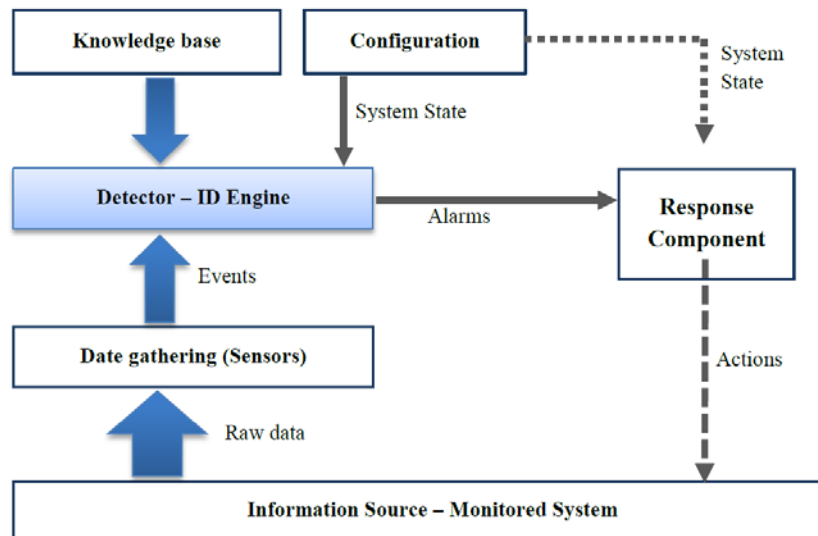 Knowledge base
Configuration
System
State
System State
Detector – ID Engine
Alarms
Response
Component
Events
Date gathering (Sensors)
Actions
Raw data
Information Source – Monitored System